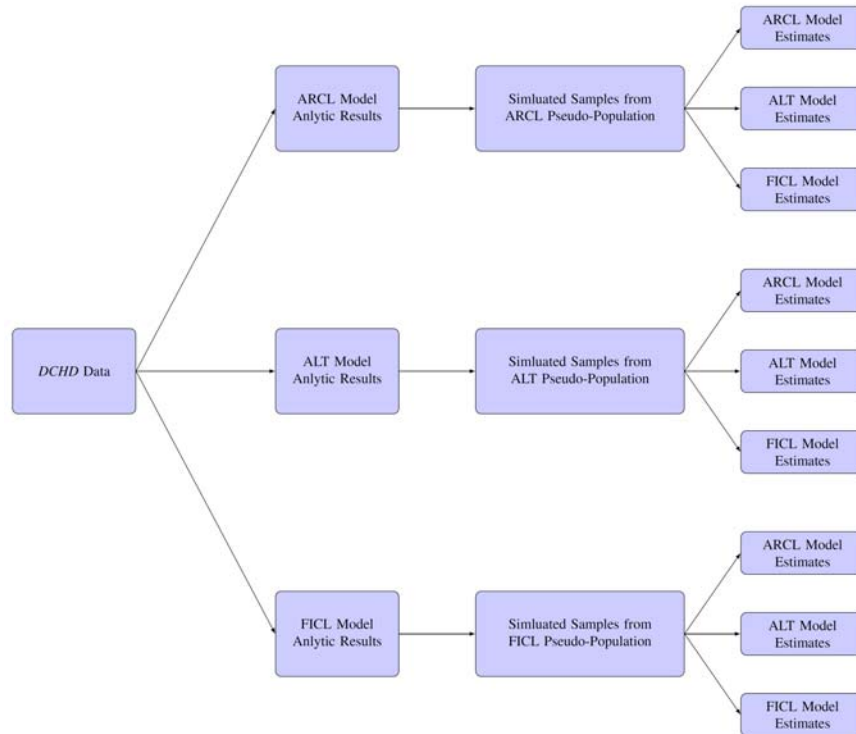 ARCL Model
Estimates
ARCL Model
Anlytic Results
Simluated Samples from
ARCL Pseudo-Population
ALT Model
Estimates
FICL Model
Estimates
ARCL Model
Estimates
DCHD Data
ALT Model
Anlytic Results
Simluated Samples from
ALT Pseudo-Population
ALT Model
Estimates
FICL Model
Estimates
ARCL Model
Estimates
FICL Model
Anlytic Results
Simluated Samples from
FICL Pseudo-Population
ALT Model
Estimates
FICL Model
Estimates